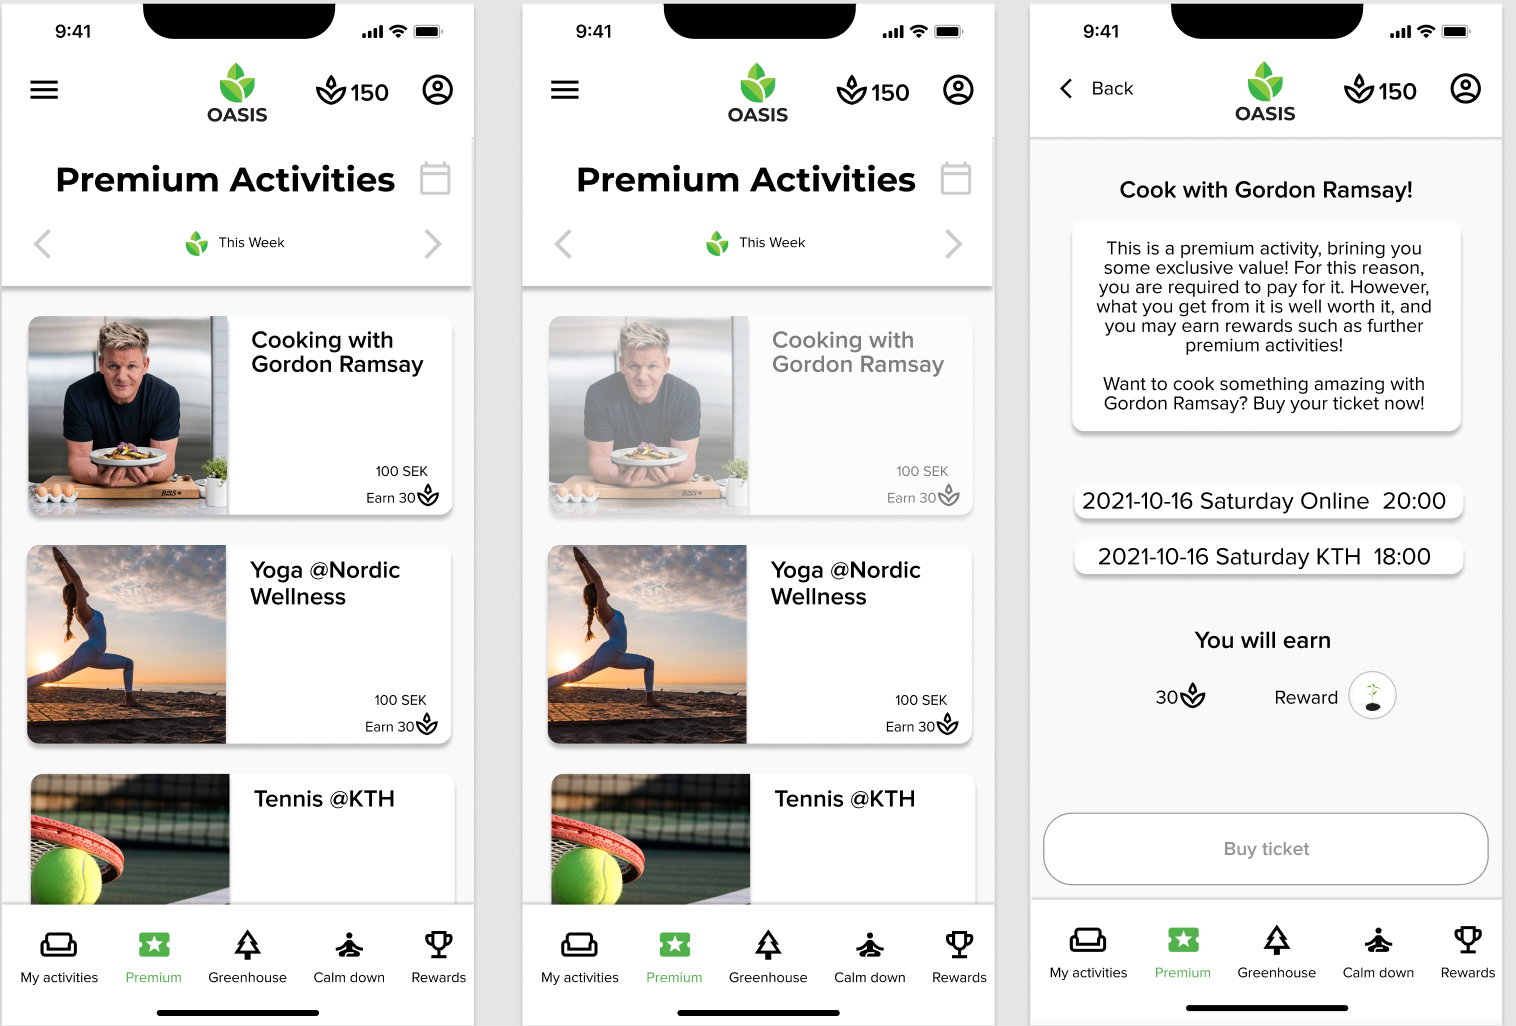 9:41
OASIS
150
Premium Activities
This Week
Cooking with
Gordon Ramsay
100 SEK
Earn 30
Yoga @Nordic
Wellness
100 SEK
Earn 30
Tennis @KTH
My activities
Premium
Greenhouse
Calm down
Rewards
9:41
OASIS
150
Premium Activities
This Week
Cooking with
Gordon Ramsay
100 SEK
Earn 30
Yoga @Nordic
Wellness
100 SEK
Earn 30
Tennis @KTH
My activities
Premium
Greenhouse
Calm down
Rewards
9:41
Back
OASIS
150
Cook with Gordon Ramsay!
This is a premium activity, brining you
some exclusive value! For this reason,
you are required to pay for it. However,
what you get from it is well worth it, and
you may earn rewards such as further
premium activities!
Want to cook something amazing with
Gordon Ramsay? Buy your ticket now!
2021-10-16 Saturday Online 20:00
2021-10-16 Saturday KTH 18:00
You will earn
30
Reward
Buy ticket
My activities
Premium
Greenhouse
Calm down
Rewards